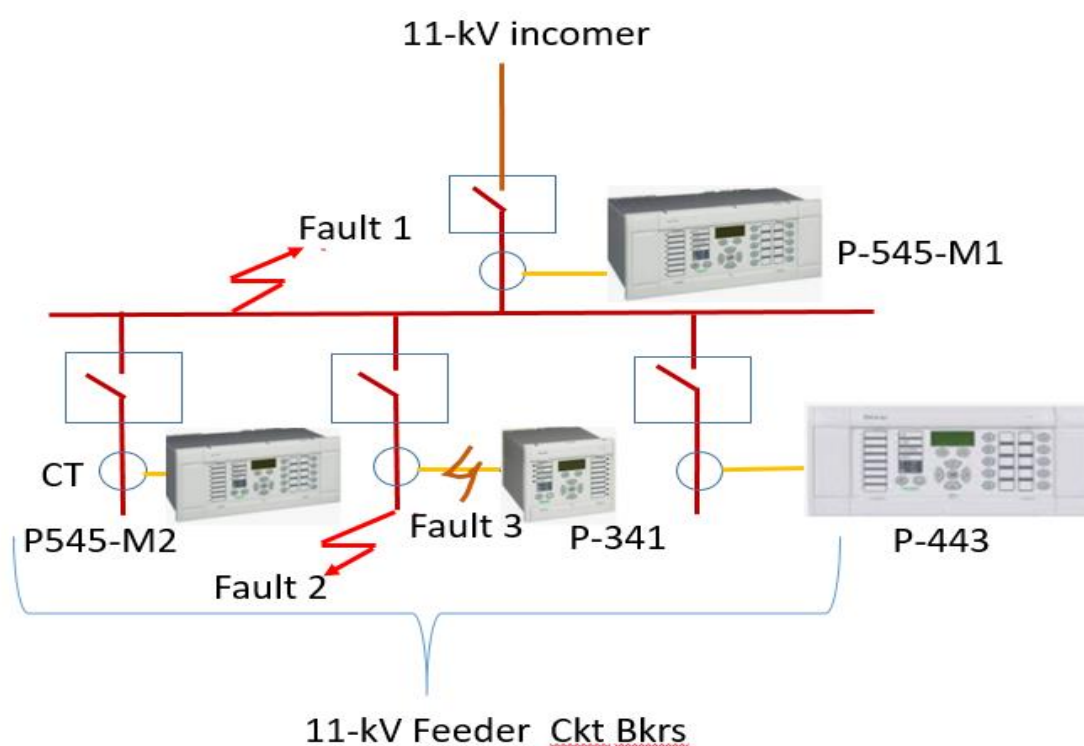 11-kV incomer
Fault 1
P-545-M1
CT
Fault 3
P545-M2
P-341
P-443
Fault 2
11-kV Feeder Ckt Bkrs